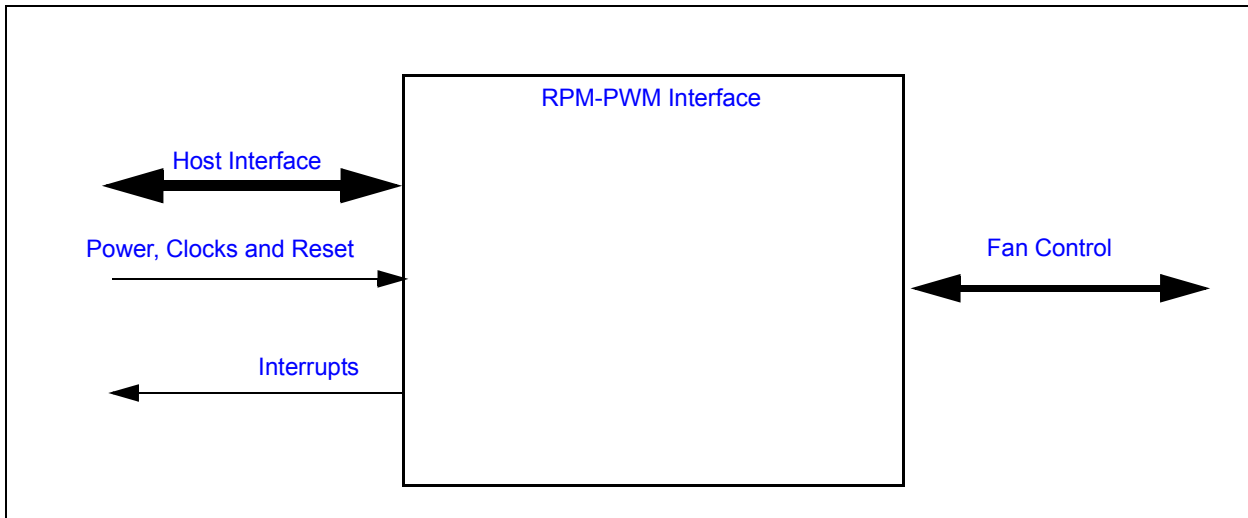 RPM-PWM Interface
Host Interface
Power, Clocks and Reset
Fan Control
Interrupts